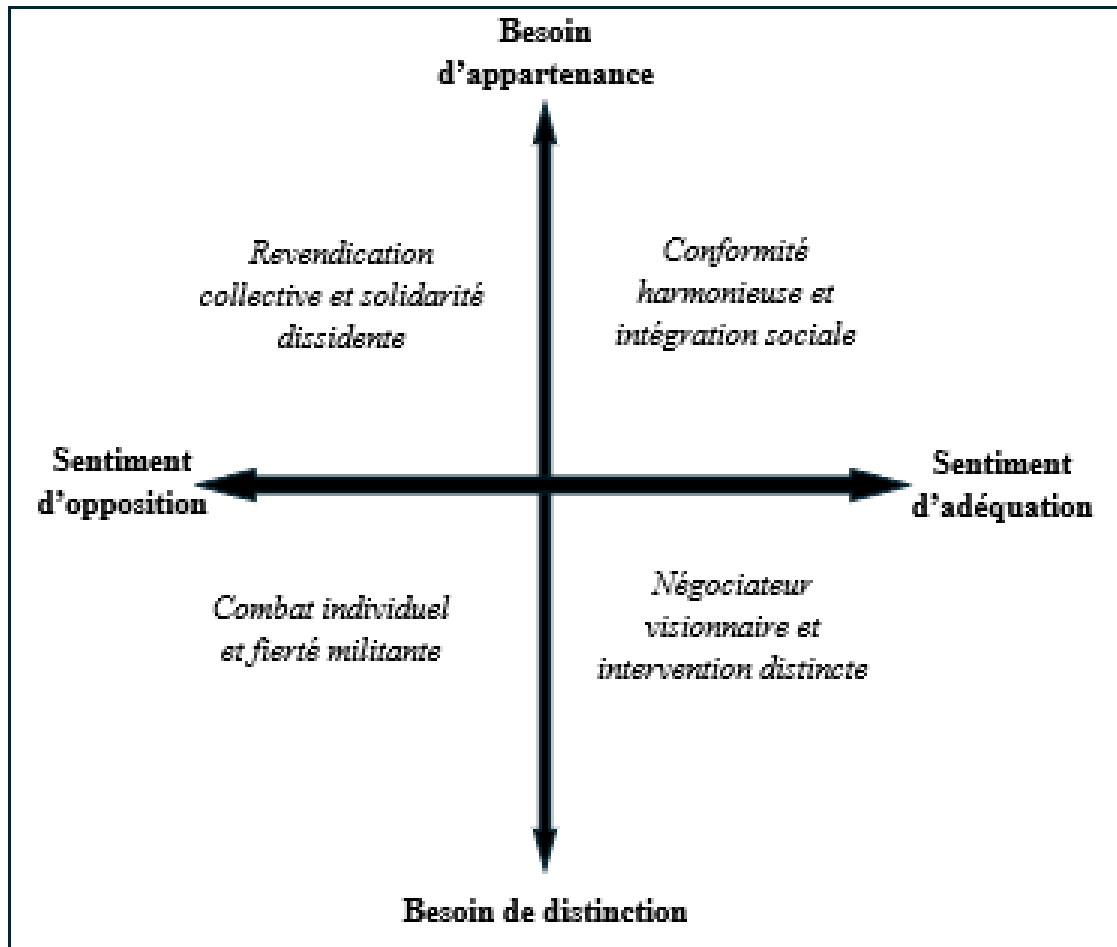 Besoin
d'appartenance
Revendication
collective et solidarité
dissidente
Conformité
harmonieuse et
intégration sociale
Sentiment
d'opposition
Sentiment
d'adéquation
Combat individuel
et fierté militante
Négociateur
visionnaire et
intervention distincte
Besoin de distinction